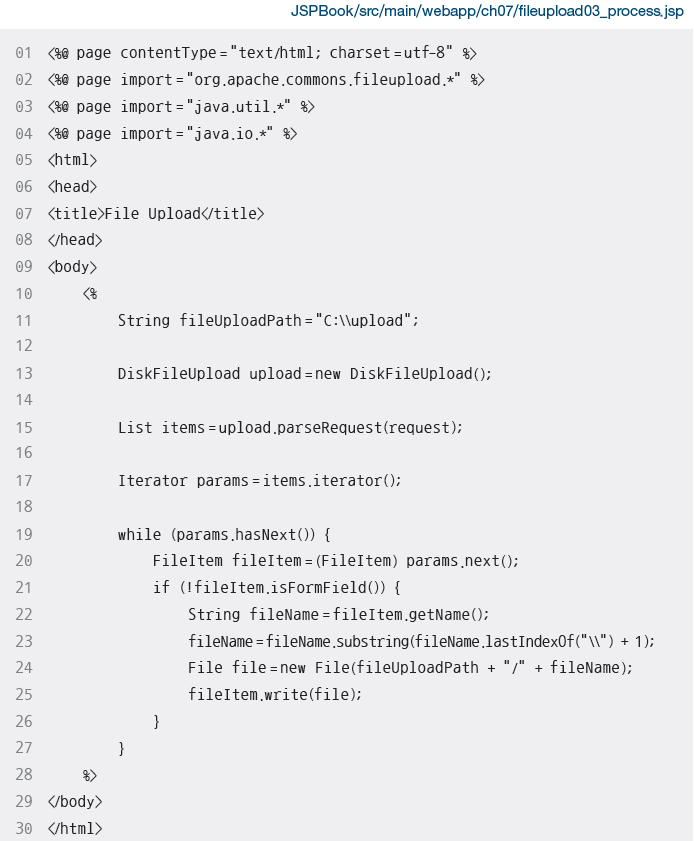 JSPBook/src/main/webapp/ch07/fileupload03_process.jsp
01 <%@ page contentType="text/html; charset=utf-8" %>
02 <%@ page import="org.apache.commons.fileupload.*" %>
03 <%@ page import="java.util.*" %>
04 <%@ page import="java.io.*" %>
05 <html>
06 <head>
07 <title>File Upload</title>
08 </head>
09 <body>
10     <%
11         String fileUploadPath="C:\\upload";
12
13         DiskFileUpload upload=new DiskFileUpload();
14
15         List items=upload.parseRequest(request);
16
17         Iterator params=items.iterator();
18
19         while (params.hasNext()) {
20             FileItem fileItem=(FileItem) params.next();
21             if (!fileItem.isFormField()) {
22                 String fileName=fileItem.getName();
23                 fileName=fileName.substring(fileName.lastIndexOf("\\") + 1);
24                 File file=new File(fileUploadPath + "/" + fileName);
25                 fileItem.write(file);
26             }
27         }
28     %>
29 </body>
30 </html>